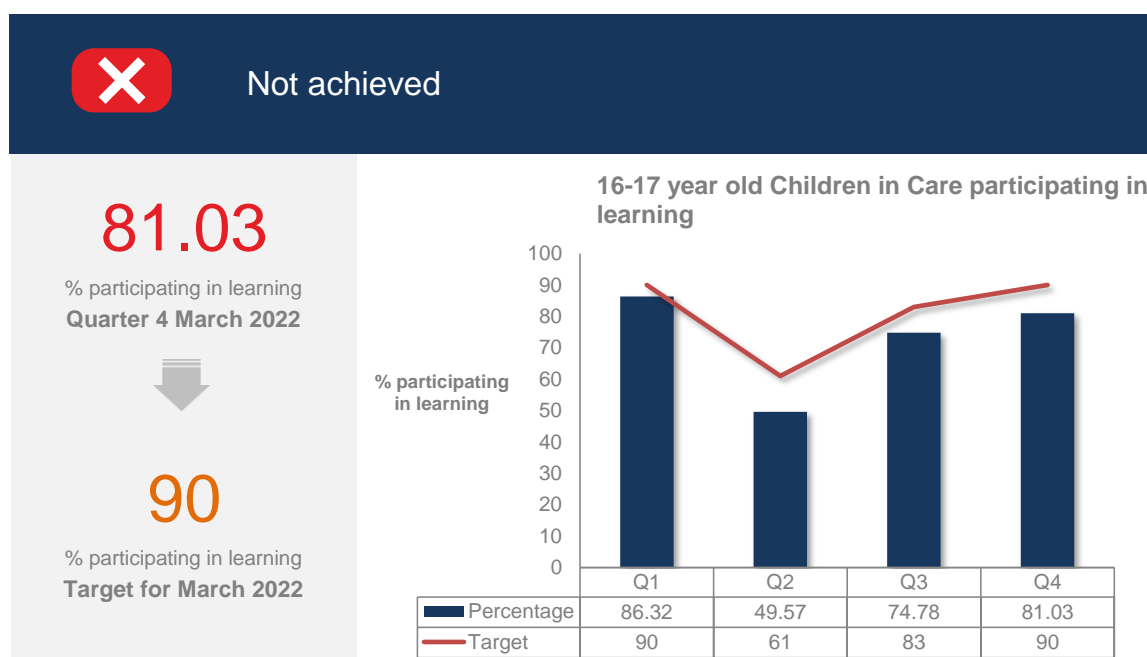 Not achieved
81.03
% participating in learning
Quarter 4 March 2022
90
% participating in learning
Target for March 2022
16-17 year old Children in Care participating in
learning
% participating
in learning
100
90
80
70
60
50
40
30
20
10
0
Q1 Q2 Q3 Q4
Percentage 86.32 49.57 74.78 81.03
Target 90 61 83 90